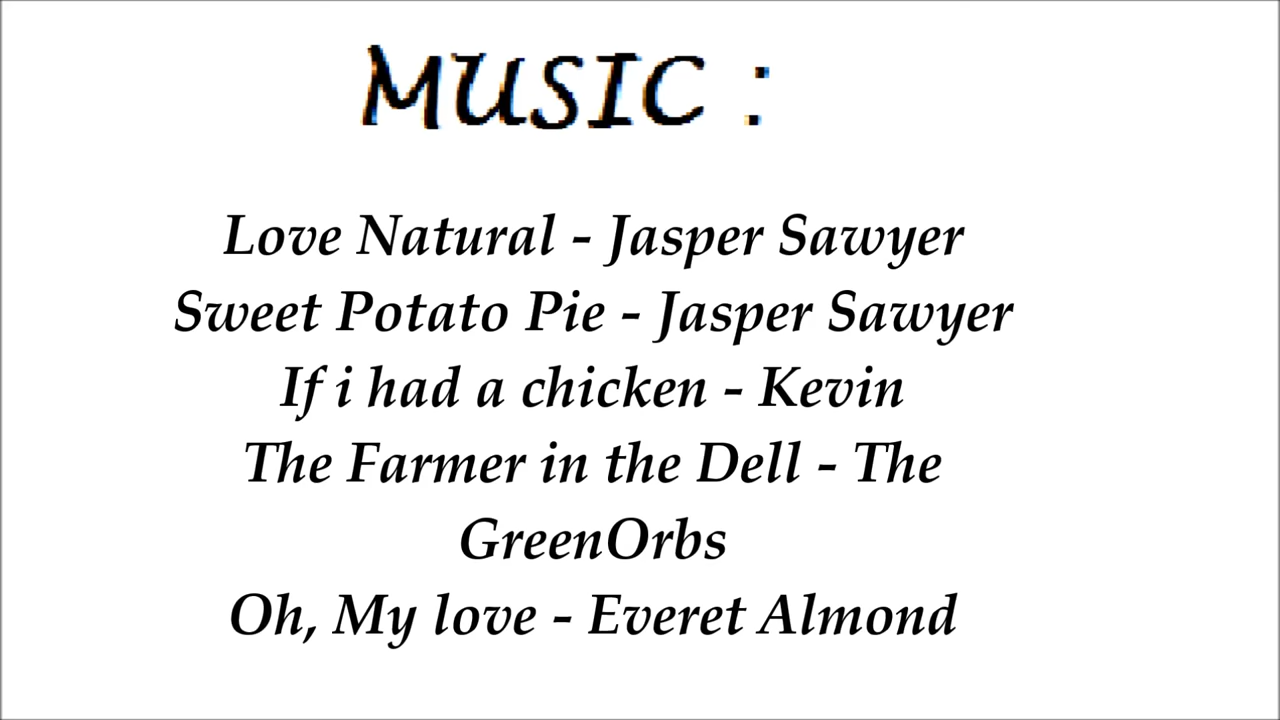 MUSIC :
Love Natural - Jasper Sawyer
Sweet Potato Pie - Jasper Sawyer
If i had a chicken - Kevin
The Farmer in the Dell - The
GreenOrbs
Oh, My love - Everet Almond